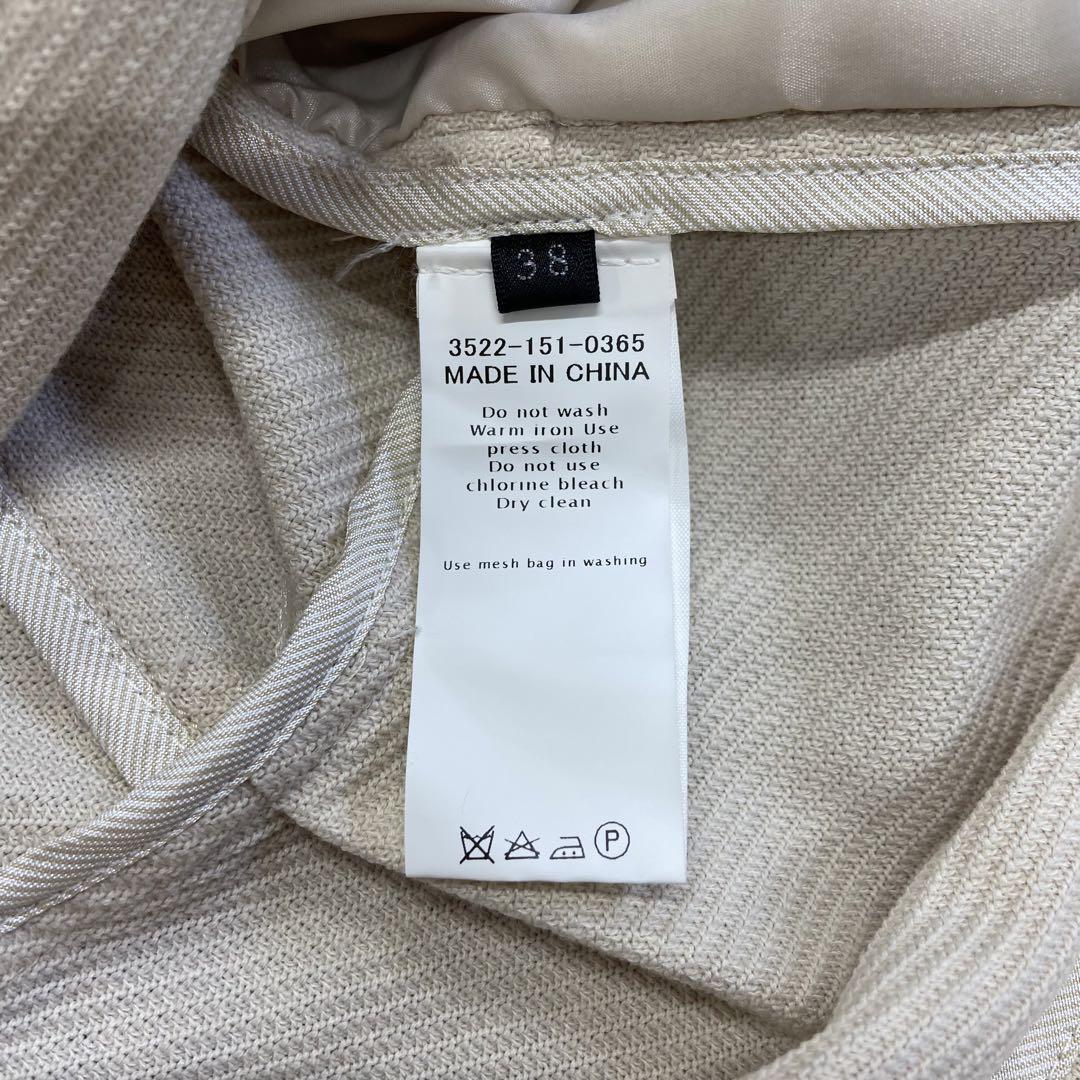 38
3522-151-0365
MADE IN CHINA
Do not wash
Warm iron Use
press cloth
Do not use
chlorine bleach
Dry clean
Use mesh bag in washing
P